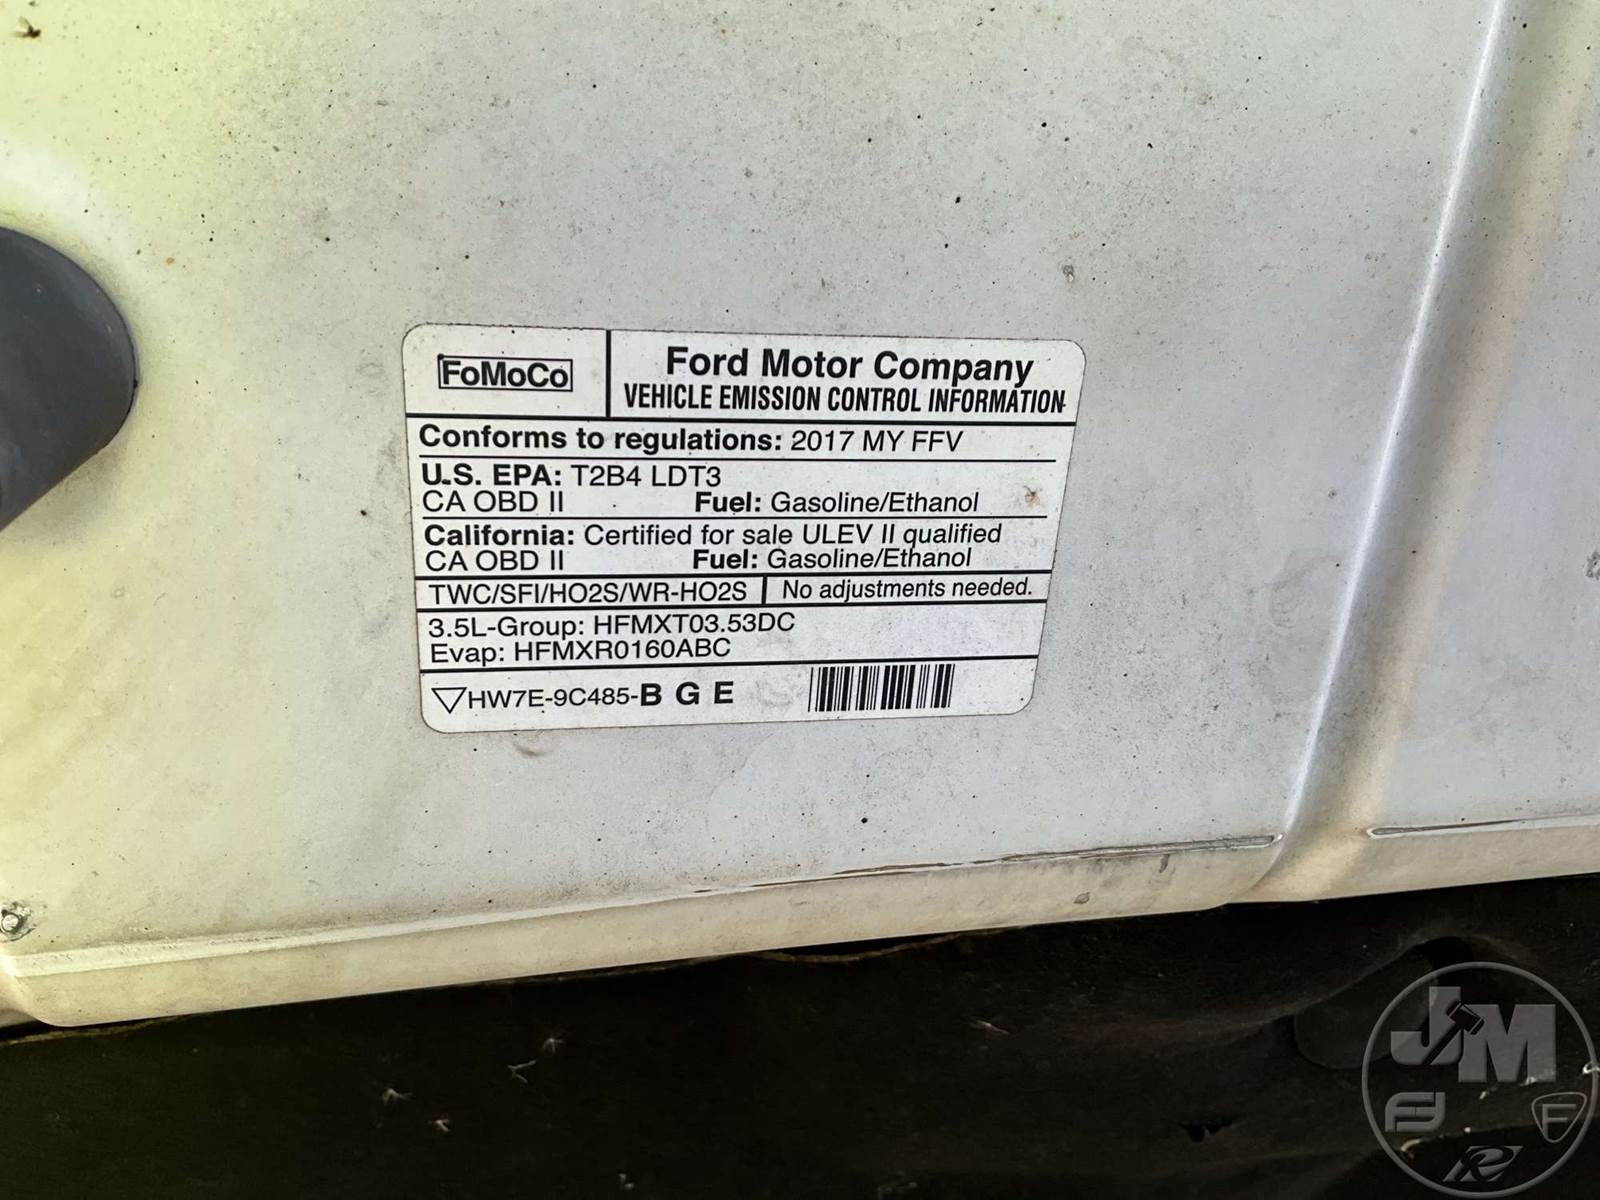 FoMoCo
Ford Motor Company
VEHICLE EMISSION CONTROL INFORMATION
Conforms to regulations: 2017 MY FFV
U.S. EPA: T2B4 LDT3
CA OBD II Fuel: Gasoline/Ethanol
California: Certified for sale ULEV II qualified
CA OBD II Fuel: Gasoline/Ethanol
TWC/SFI/HO2S/WR-HO2S No adjustments needed.
3.5L-Group: HFMXT03.53DC
Evap: HFMXR0160ABC
HW7E-9C485-B G E
JM
F